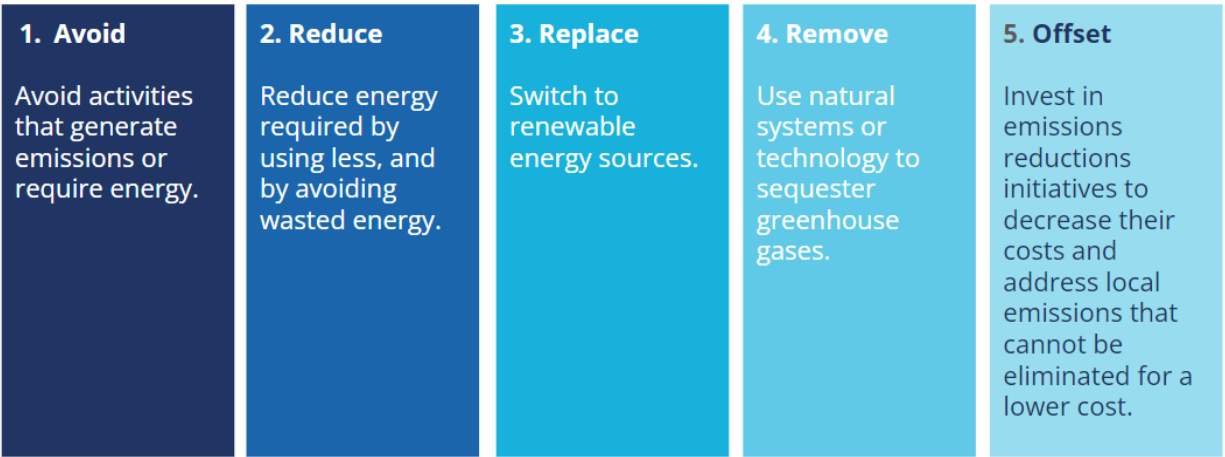 1. Avoid
Avoid activities
that generate
emissions or
require energy.
2. Reduce
Reduce energy
required by
using less, and
by avoiding
wasted energy.
3. Replace
Switch to
renewable
energy sources.
4. Remove
Use natural
systems or
technology to
sequester
greenhouse
gases.
5. Offset
Invest in
emissions
reductions
initiatives to
decrease their
costs and
address local
emissions that
cannot be
eliminated for a
lower cost.